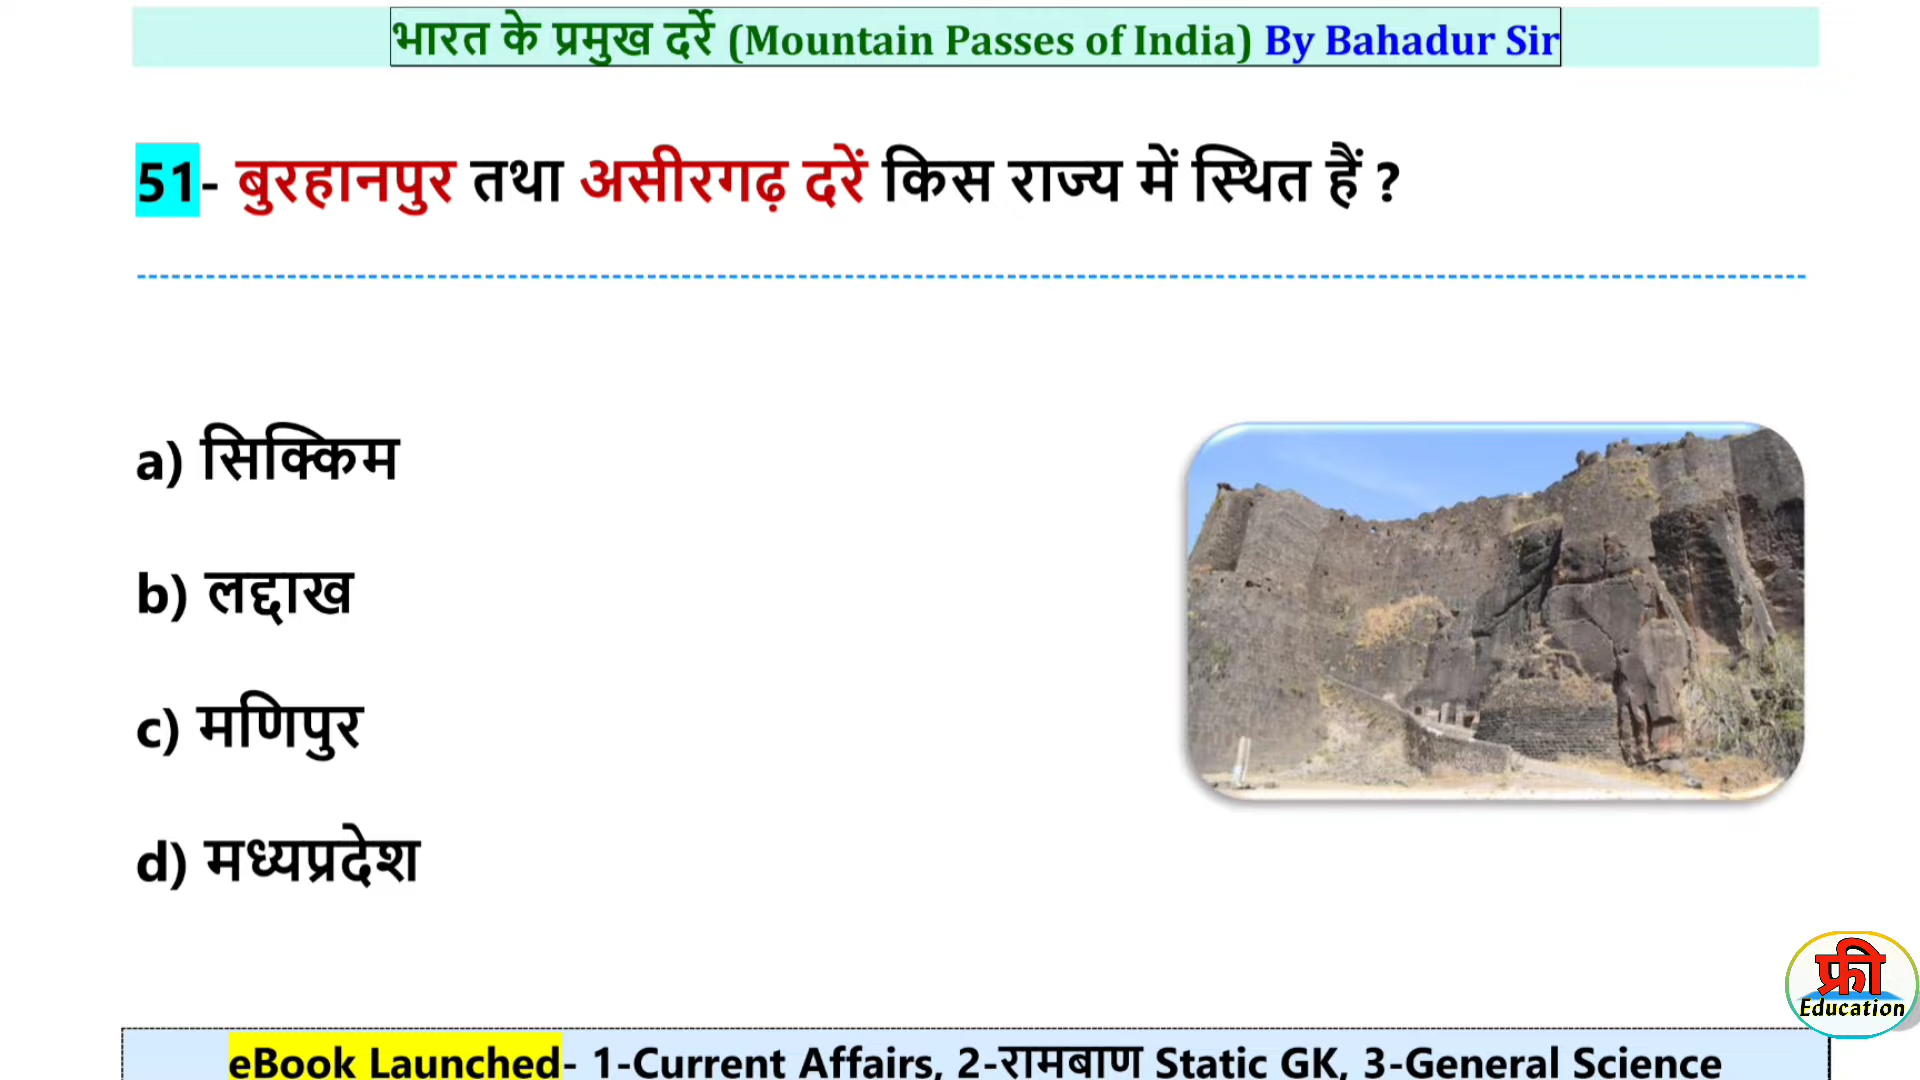 भारत के प्रमुख दर्रे (Mountain Passes of India) By Bahadur Sir
51- बुरहानपुर तथा असीरगढ़ दरें किस राज्य में स्थित हैं ?
a) सिक्किम
b) लद्दाख
c) मणिपुर
d) मध्यप्रदेश
फ्री
Education
eBook Launched- 1-Current Affairs, 2-रामबाण Static GK, 3-General Science